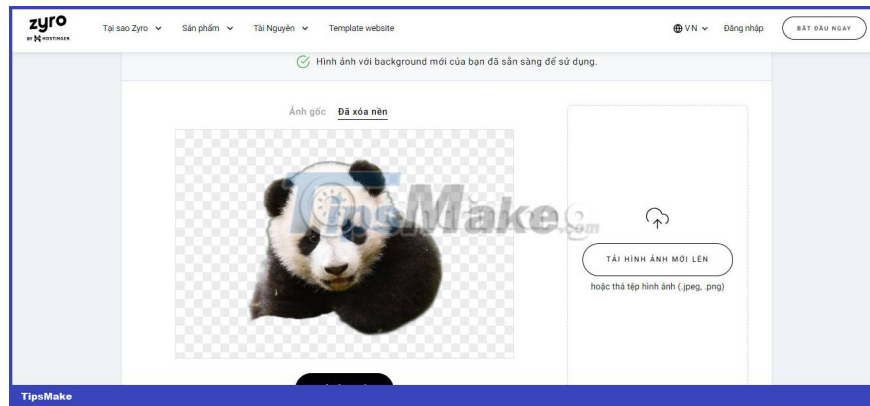 zyro
BY HOSTINGER
Tại sao Zyro
Sản phẩm
Tài Nguyên
Template website
VN
Đăng nhập
BẮT ĐẦU NGAY
Hình ảnh với background mới của bạn đã sẵn sàng để sử dụng.
Ảnh gốc
Đã xóa nền
TipsMake
.com
TẢI HÌNH ẢNH MỚI LÊN
hoặc thả tệp hình ảnh (.jpeg, .png)
TipsMake